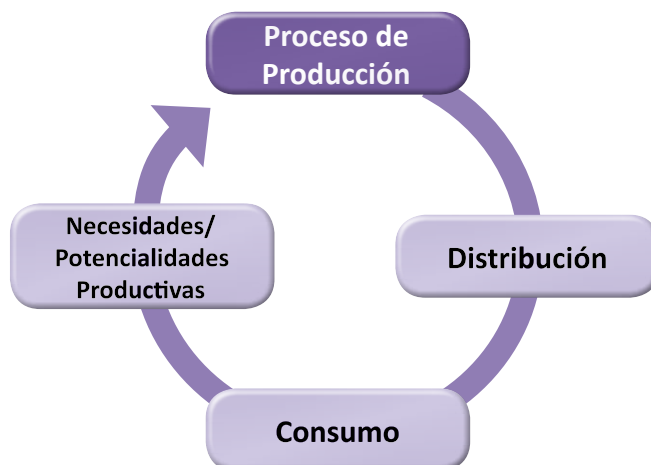 Proceso de
Producción
Distribución
Consumo
Necesidades/
Potencialidades
Productivas